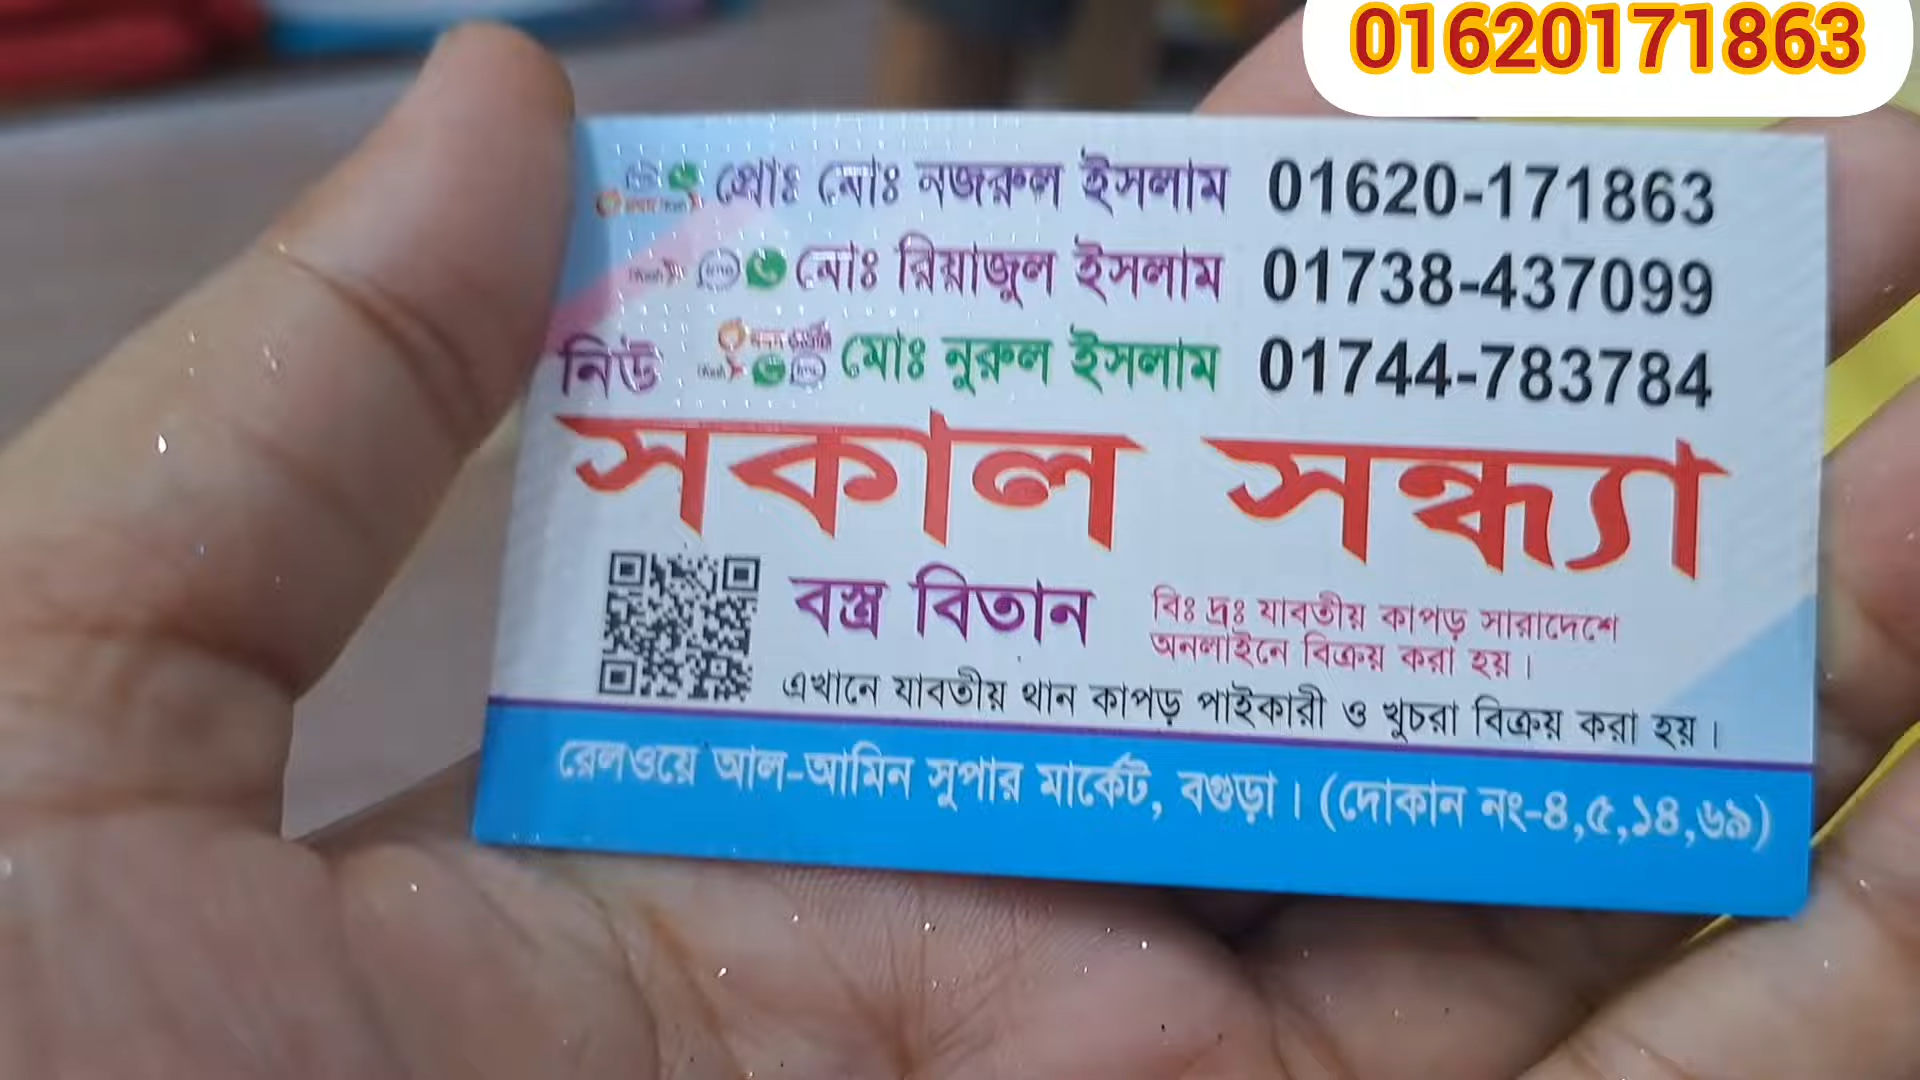 01620171863
প্রোঃ মোঃ নজরুল ইসলাম 01620-171863
মোঃ রিয়াজুল ইসলাম 01738-437099
মোঃ নুরুল ইসলাম 01744-783784
নিউ
সকাল সন্ধ্যা
বস্ত্র বিতান
বিঃ দ্রঃ যাবতীয় কাপড় সারাদেশে
অনলাইনে বিক্রয় করা হয়।
এখানে যাবতীয় থান কাপড় পাইকারী ও খুচরা বিক্রয় করা হয়।
রেলওয়ে আল-আমিন সুপার মার্কেট, বগুড়া। (দোকান নং-৪,৫,১৪,৬৯)